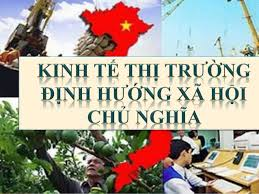 KINH TẾ THỊ TRƯỜNG
ĐỊNH HƯỚNG XÃ HỘI
CHỦ NGHĨA